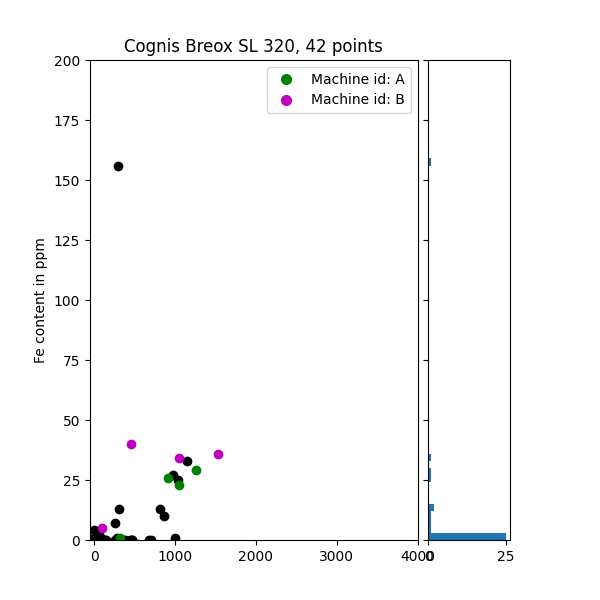 Cognis Breox SL 320, 42 points
Machine id: A
Machine id: B
Fe content in ppm
200
175
150
125
100
75
50
25
0
0 1000 2000 3000 4000
0 25